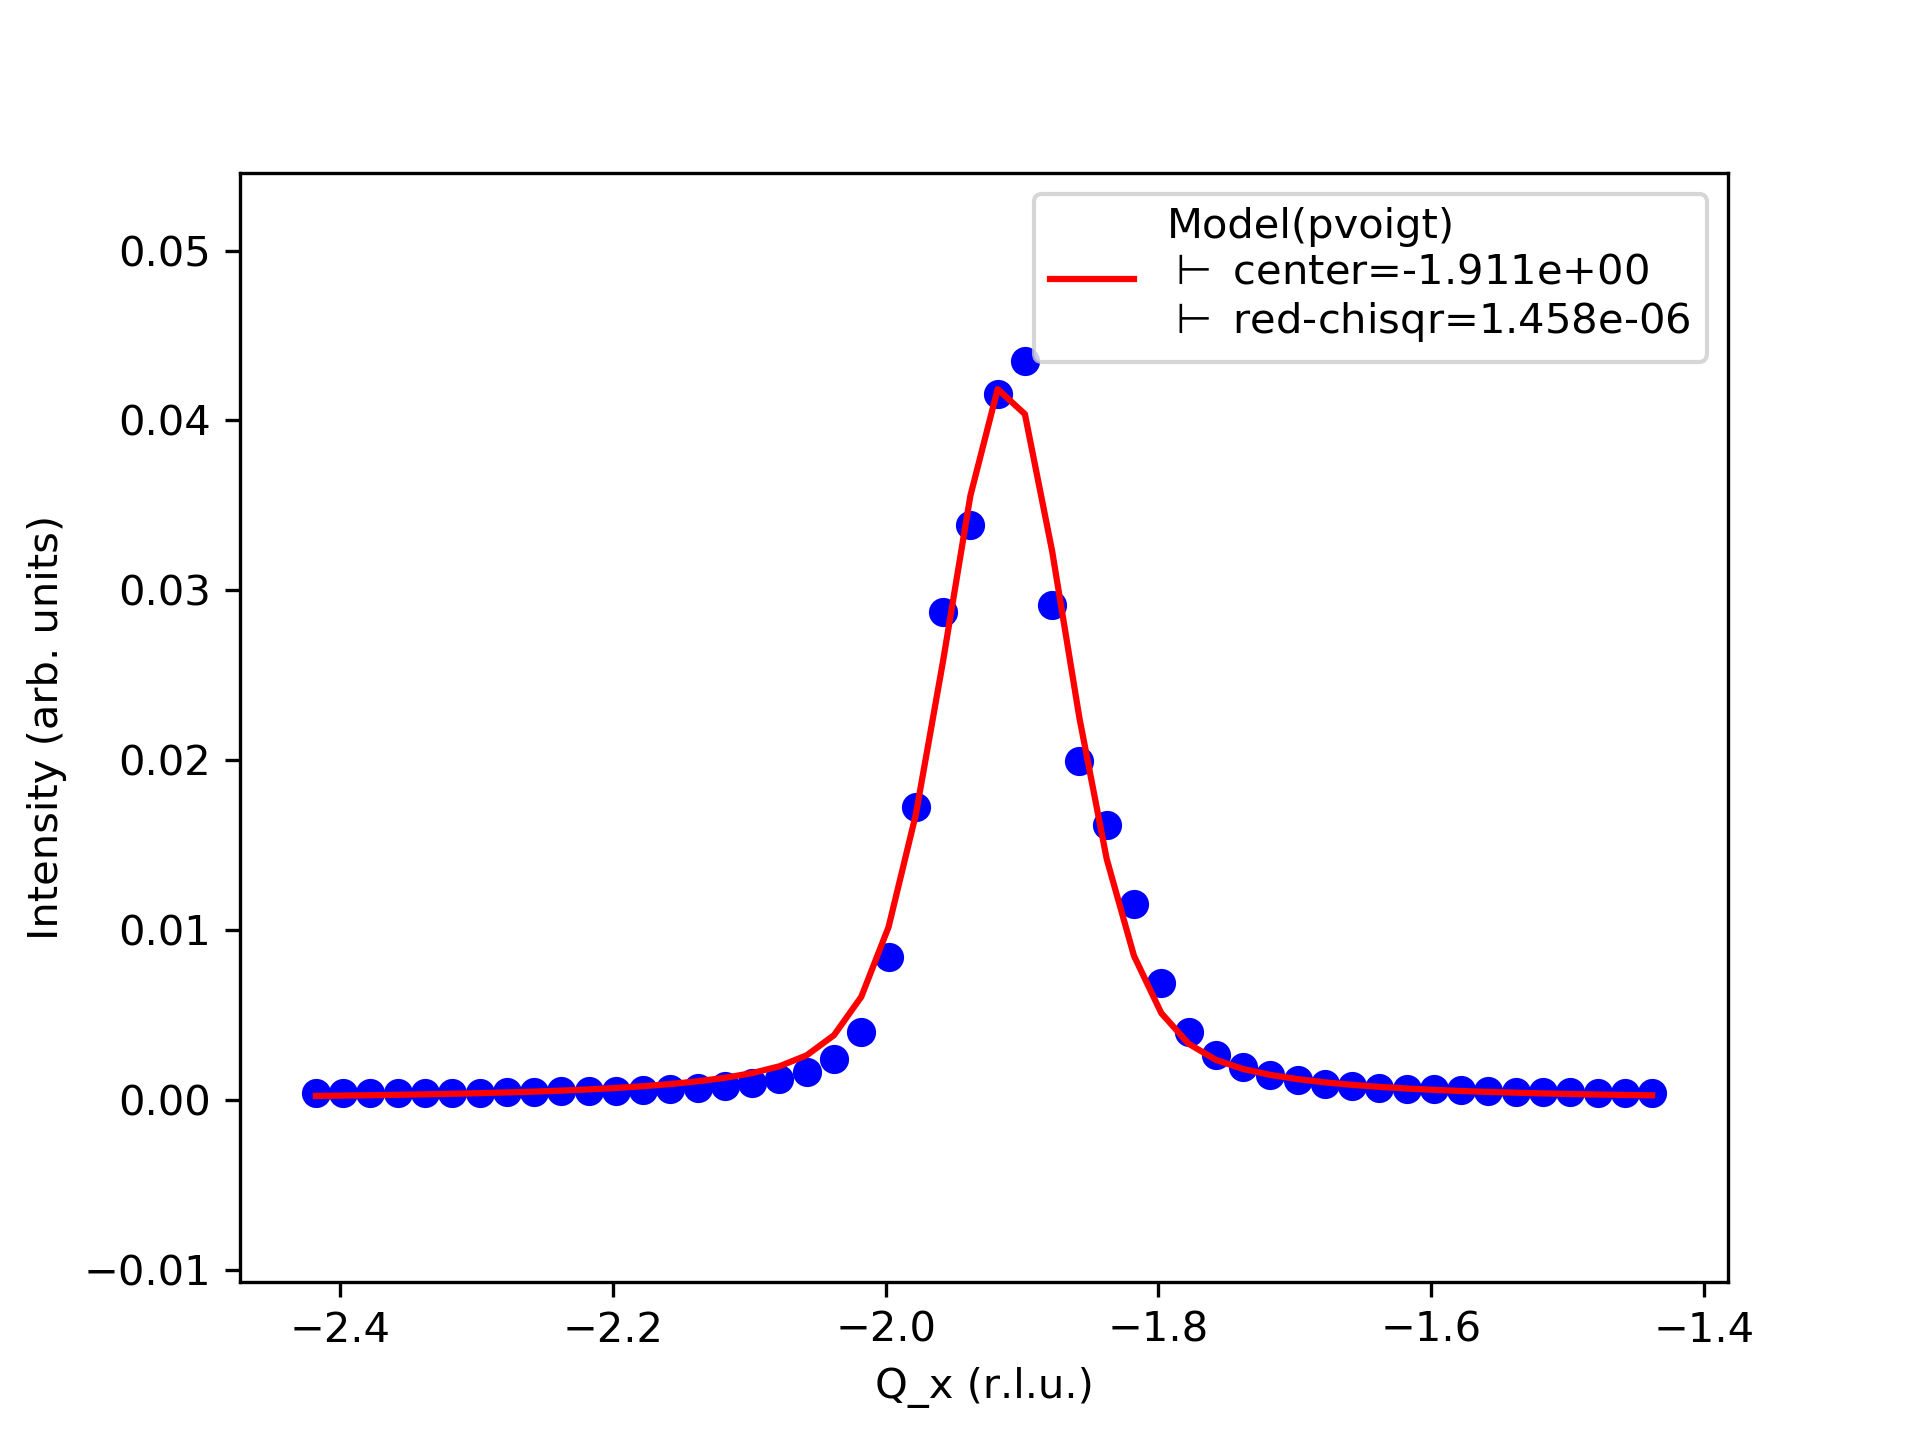 Model(pvoigt)
⊢ center=-1.911e+00
⊢ red-chisqr=1.458e-06
0.05
0.04
0.03
0.02
0.01
0.00
−0.01
Intensity (arb. units)
−2.4 −2.2 −2.0 −1.8 −1.6 −1.4
Q_x (r.l.u.)